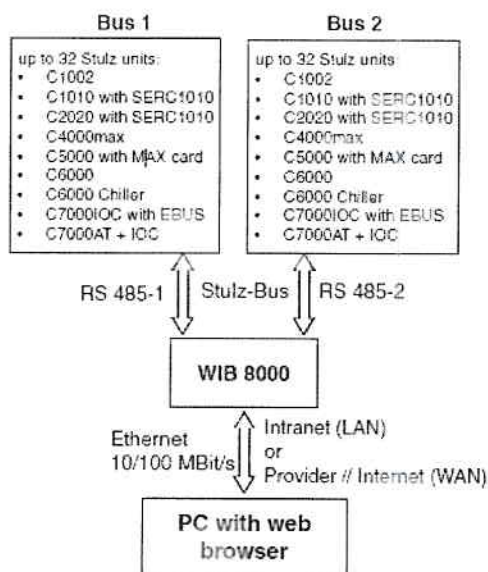 Bus 1
Bus 2
up to 32 Stulz units:
• C1002
• C1010 with SERC1010
• C2020 with SERC1010
• C4000max
• C5000 with MAX card
• C6000
• C6000 Chiller
• C7000IOC with EBUS
• C7000AT + IOC
up to 32 Stulz units
• C1002
• C1010 with SERC1010
• C2020 with SERC1010
• C4000max
• C5000 with MAX card
• C6000
• C6000 Chiller
• C7000IOC with EBUS
• C7000AT + IOC
RS 485-1
Stulz-Bus
RS 485-2
WIB 8000
Ethernet
10/100 MBit/s
Intranet (LAN)
or
Provider // Internet (WAN)
PC with web
browser